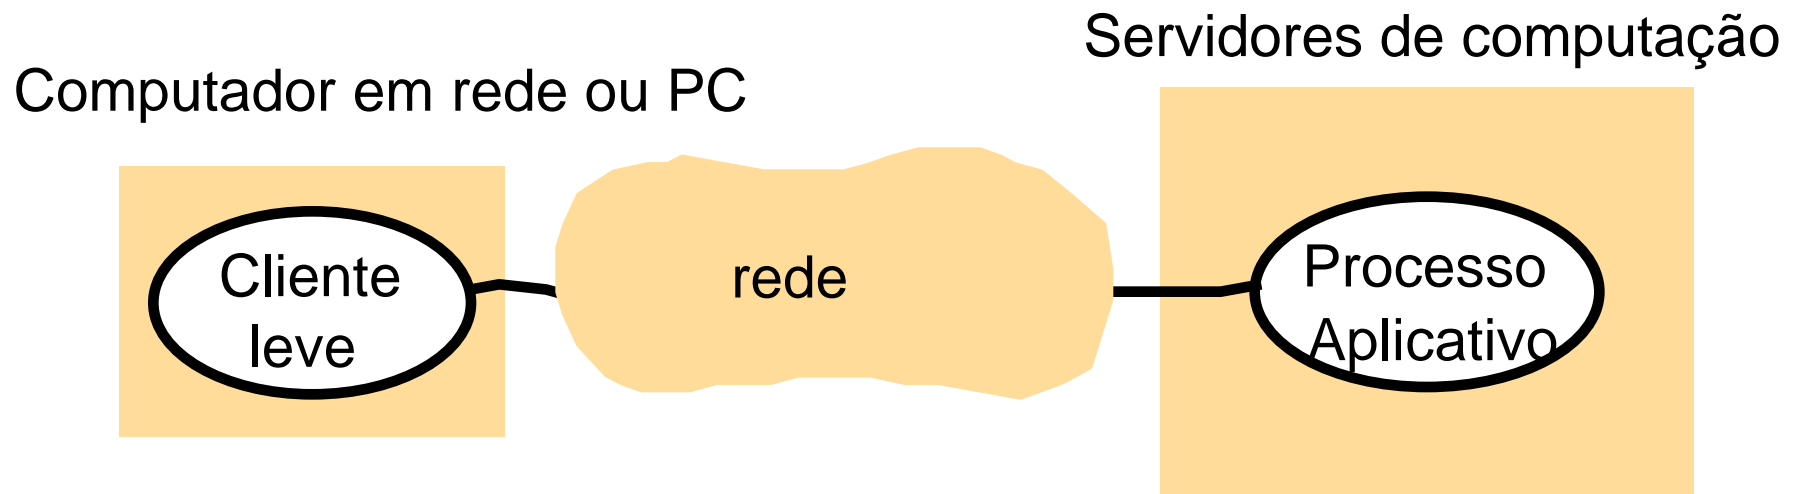 Servidores de computação
Computador em rede ou PC
Cliente
leve
rede
Processo
Aplicativo